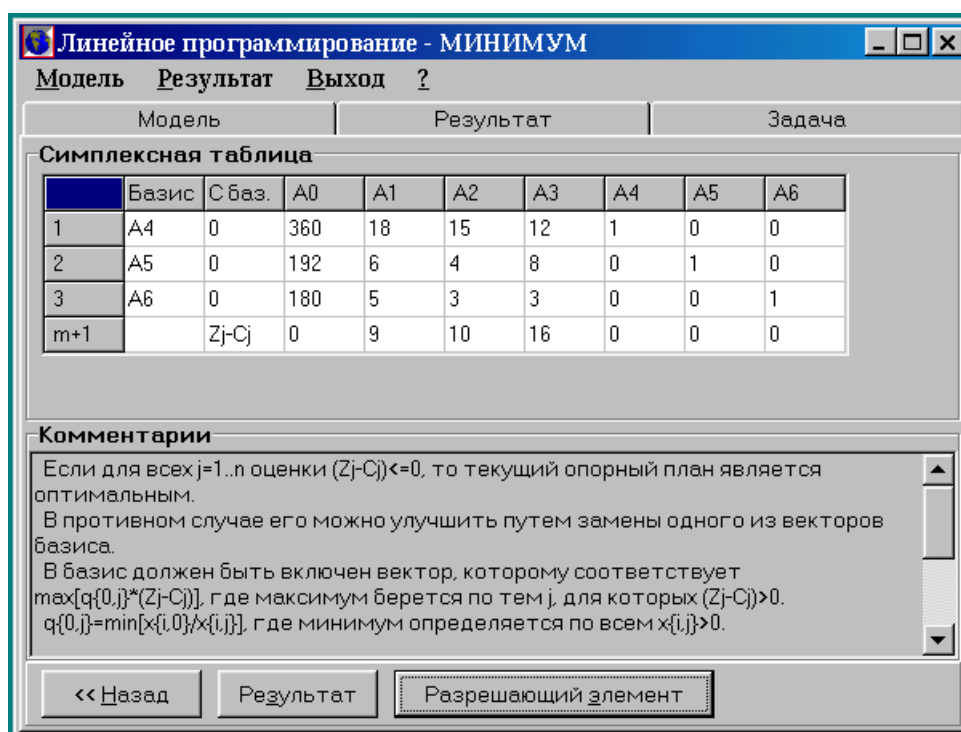 Линейное программирование - МИНИМУМ
Модель Результат Выход ?
Модель Результат Задача
Симплексная таблица
Базис С баз. A0 A1 A2 A3 A4 A5 A6
1 A4 0 360 18 15 12 1 0 0
2 A5 0 192 6 4 8 0 1 0
3 A6 0 180 5 3 3 0 0 1
m+1 Zj-Cj 0 9 10 16 0 0 0
Комментарии
Если для всех j=1..n оценки (Zj-Cj)<=0, то текущий опорный план является
оптимальным.
В противном случае его можно улучшить путем замены одного из векторов
базиса.
В базис должен быть включен вектор, которому соответствует
max[q{0,j}*(Zj-Cj)], где максимум берется по тем j, для которых (Zj-Cj)>0.
q{0,j}=min[x{i,0}/x{i,j}], где минимум определяется по всем x{i,j}>0.
<< Назад Результат Разрешающий элемент